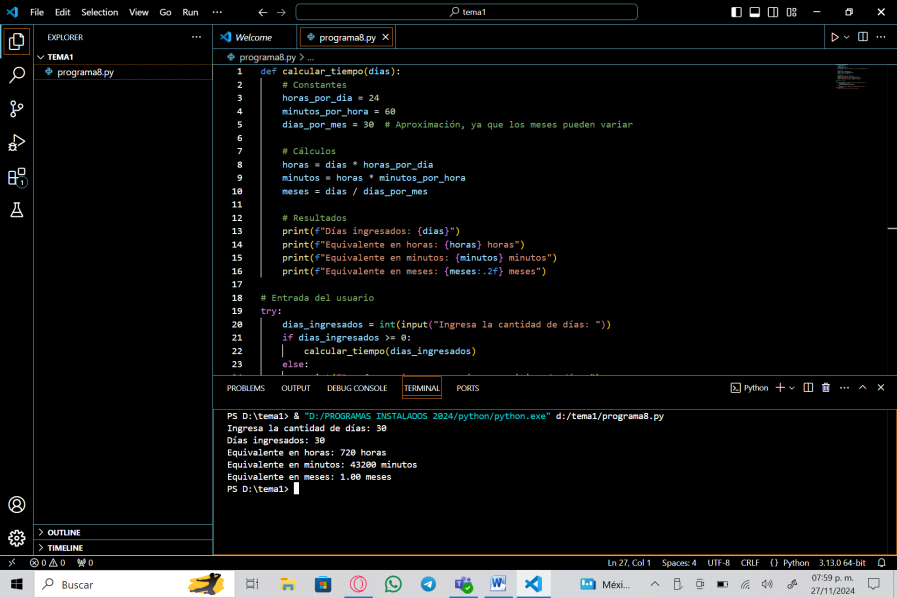 File Edit Selection View Go Run ··· ← → tema1
EXPLORER ···
TEMA1
programa8.py
OUTLINE
TIMELINE
Welcome programa8.py
programa8.py > ...
1 def calcular_tiempo(dias):
2 # Constantes
3 horas_por_dia = 24
4 minutos_por_hora = 60
5 dias_por_mes = 30 # Aproximación, ya que los meses pueden variar
6
7 # Cálculos
8 horas = dias * horas_por_dia
9 minutos = horas * minutos_por_hora
10 meses = dias / dias_por_mes
11
12 # Resultados
13 print(f"Días ingresados: {dias}")
14 print(f"Equivalente en horas: {horas} horas")
15 print(f"Equivalente en minutos: {minutos} minutos")
16 print(f"Equivalente en meses: {meses:.2f} meses")
17
18 # Entrada del usuario
19 try:
20 dias_ingresados = int(input("Ingresa la cantidad de días: "))
21 if dias_ingresados >= 0:
22 calcular_tiempo(dias_ingresados)
23 else:
PROBLEMS OUTPUT DEBUG CONSOLE TERMINAL PORTS Python
PS D:\tema1> & "D:/PROGRAMAS INSTALADOS 2024/python/python.exe" d:/tema1/programa8.py
Ingresa la cantidad de días: 30
Días ingresados: 30
Equivalente en horas: 720 horas
Equivalente en minutos: 43200 minutos
Equivalente en meses: 1.00 meses
PS D:\tema1>
0 0 0 Ln 27, Col 1 Spaces: 4 UTF-8 CRLF {} Python 3.13.0 64-bit
Buscar Méxi... 07:59 p. m.
27/11/2024